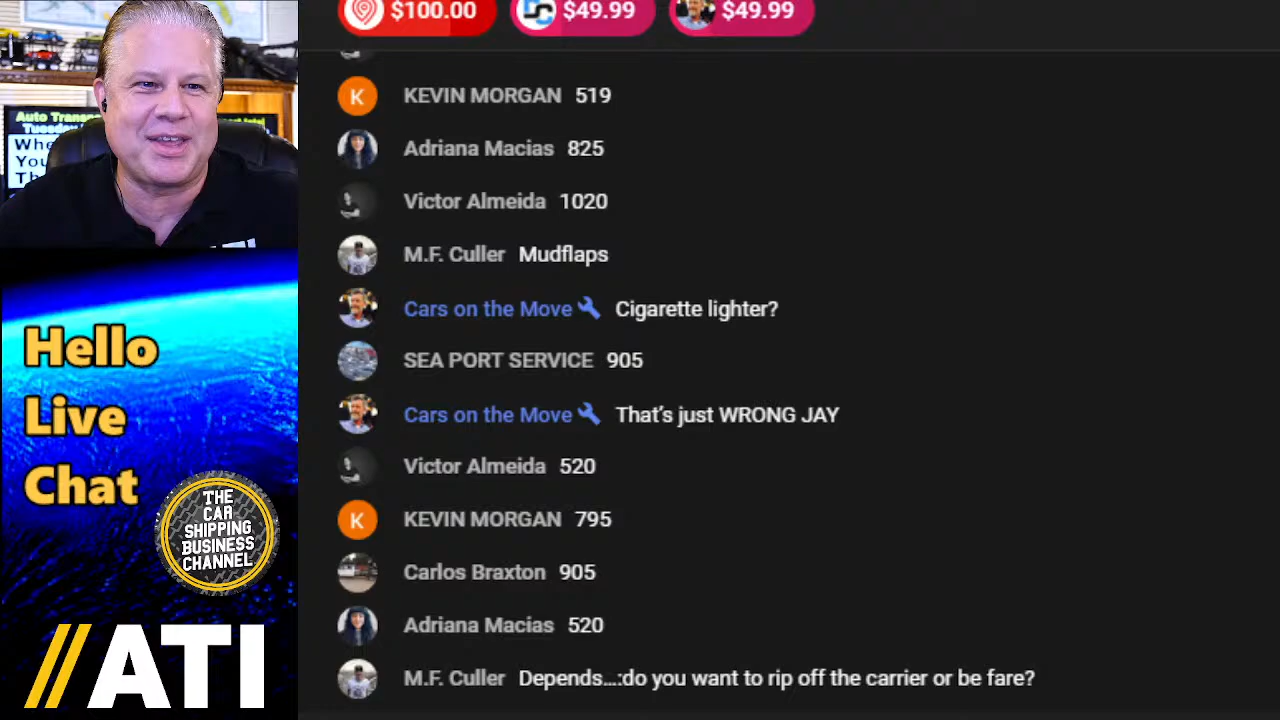 $100.00
$49.99
$49.99
KEVIN MORGAN 519
Adriana Macias 825
Victor Almeida 1020
M.F. Culler Mudflaps
Cars on the Move Cigarette lighter?
SEA PORT SERVICE 905
Cars on the Move That's just WRONG JAY
Victor Almeida 520
KEVIN MORGAN 795
Carlos Braxton 905
Adriana Macias 520
M.F. Culler Depends...:do you want to rip off the carrier or be fare?
K
K
Auto
Tuesday
Hello
Live
Chat
THE
CAR
SHIPPING
BUSINESS
CHANNEL
//ATI